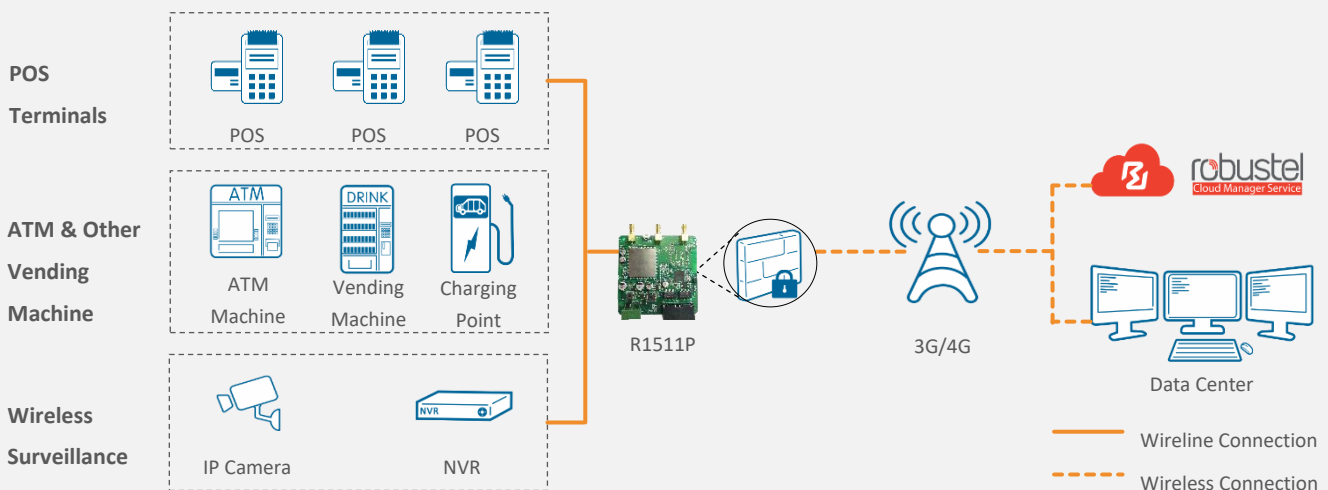 POS
Terminals
POS
POS
POS
ATM & Other
Vending
Machine
ATM
ATM
Machine
DRINK
Vending
Machine
Charging
Point
Wireless
Surveillance
IP Camera
NVR
NVR
R1511P
3G/4G
robustel
Cloud Manager Service
Data Center
Wireline Connection
Wireless Connection